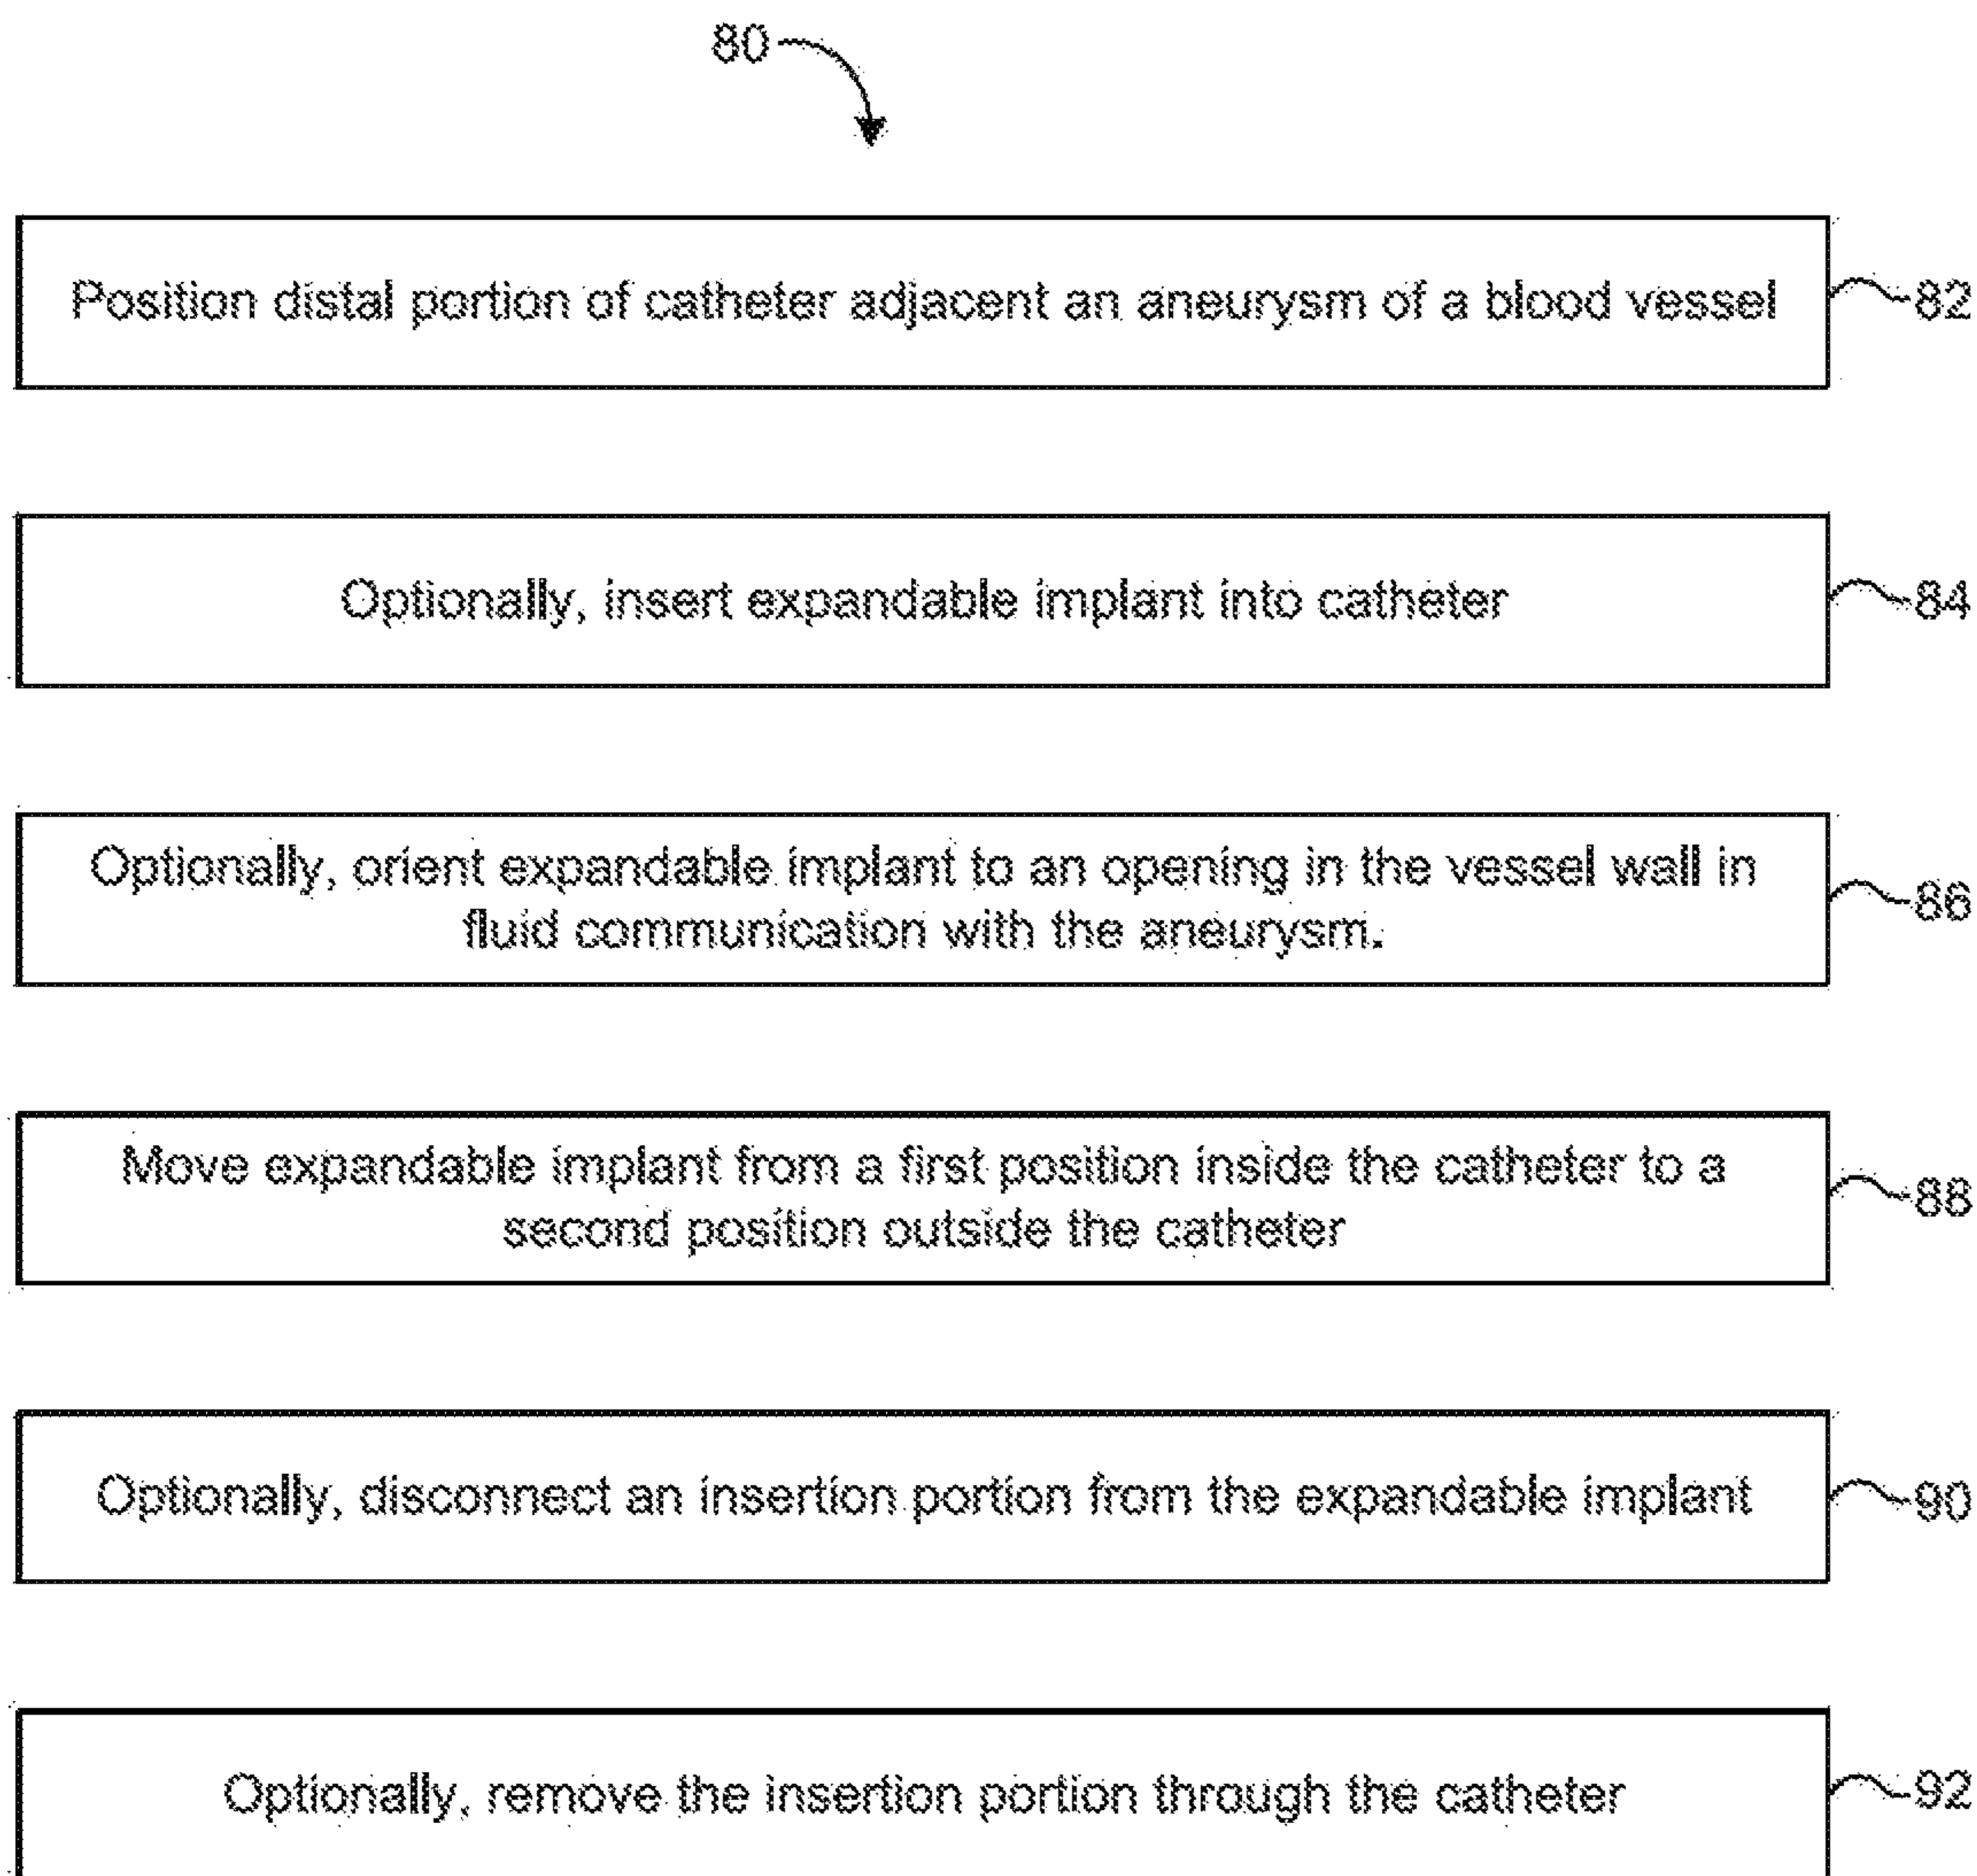 80
Position distal portion of catheter adjacent an aneurysm of a blood vessel
82
Optionally, insert expandable implant into catheter
84
Optionally, orient expandable implant to an opening in the vessel wall in
fluid communication with the aneurysm.
86
Move expandable implant from a first position inside the catheter to a
second position outside the catheter
88
Optionally, disconnect an insertion portion from the expandable implant
90
Optionally, remove the insertion portion through the catheter
92